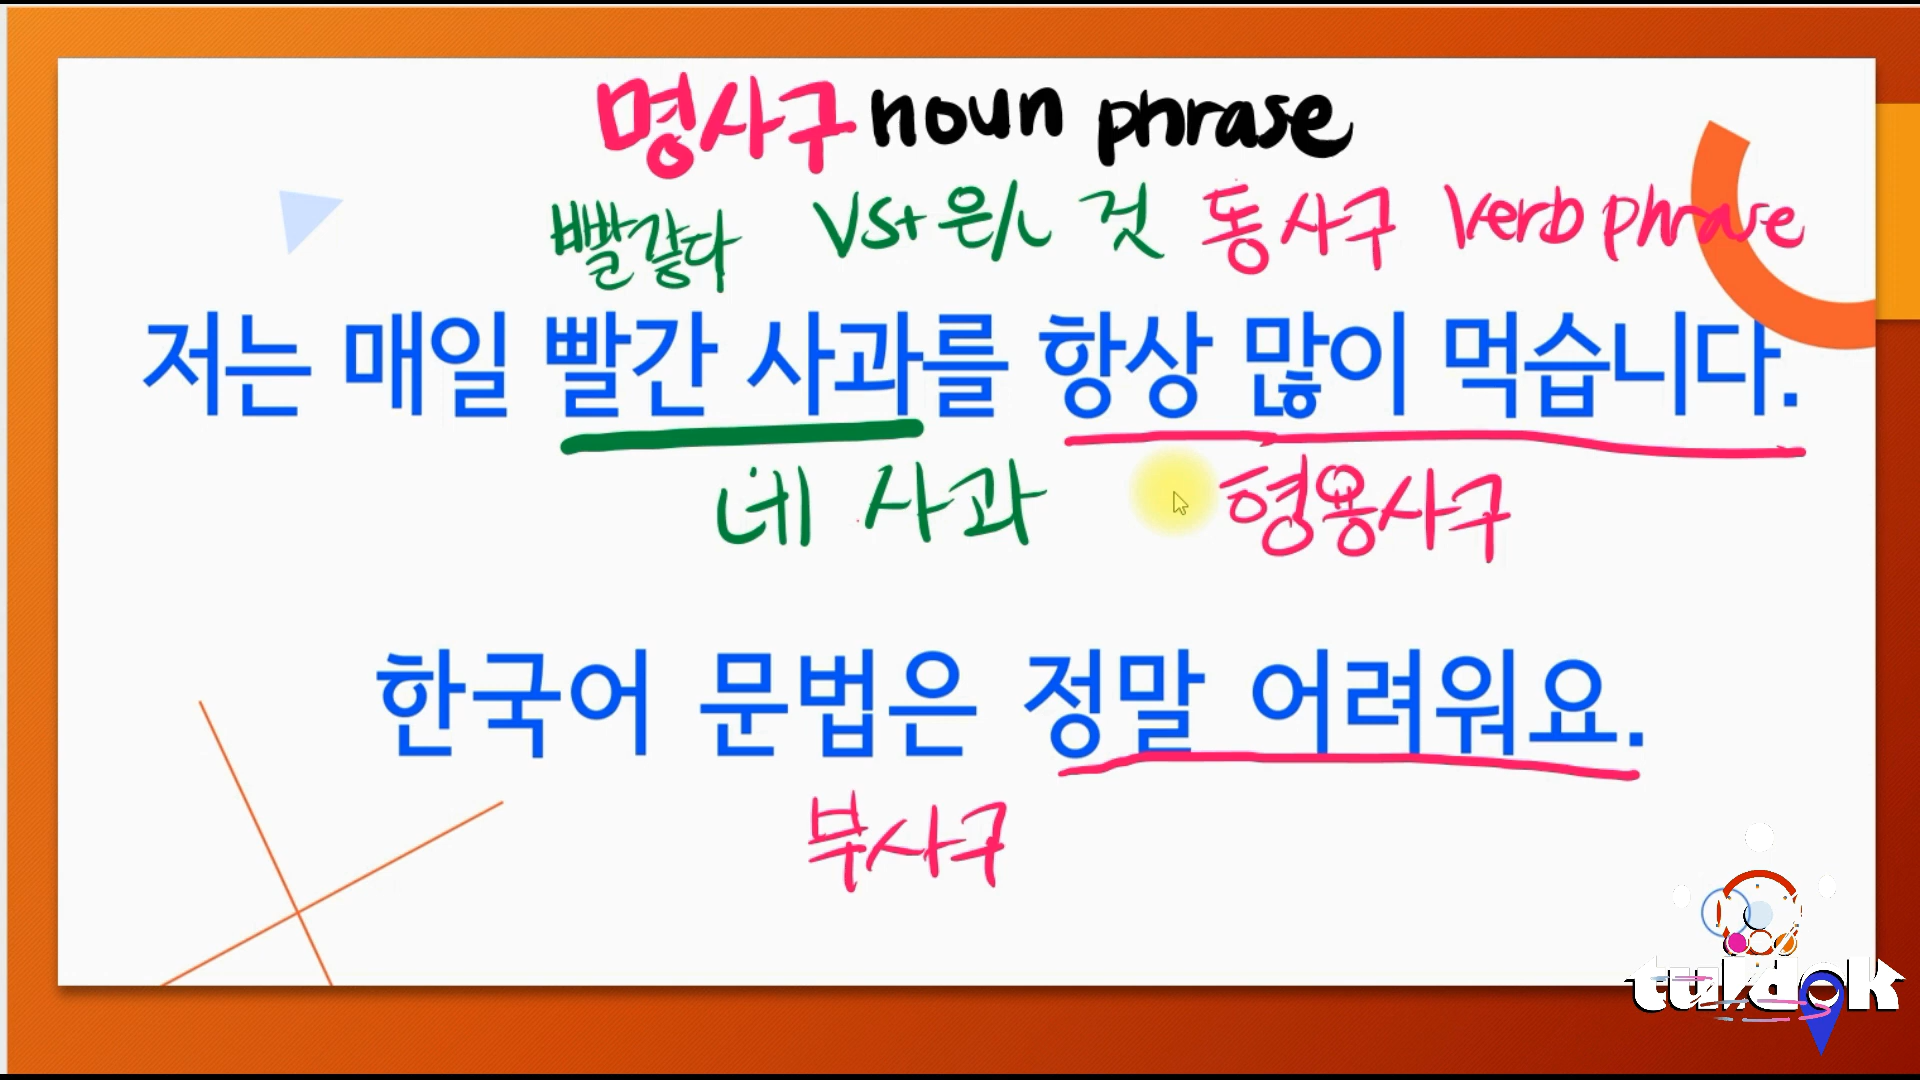 명사구 noun phrase
빨갛다 VS+은/ㄴ 것 동사구 Verb phrase
저는 매일 빨간 사과를 항상 많이 먹습니다.
네 사과 형용사구
한국어 문법은 정말 어려워요.
부사구
tuldok